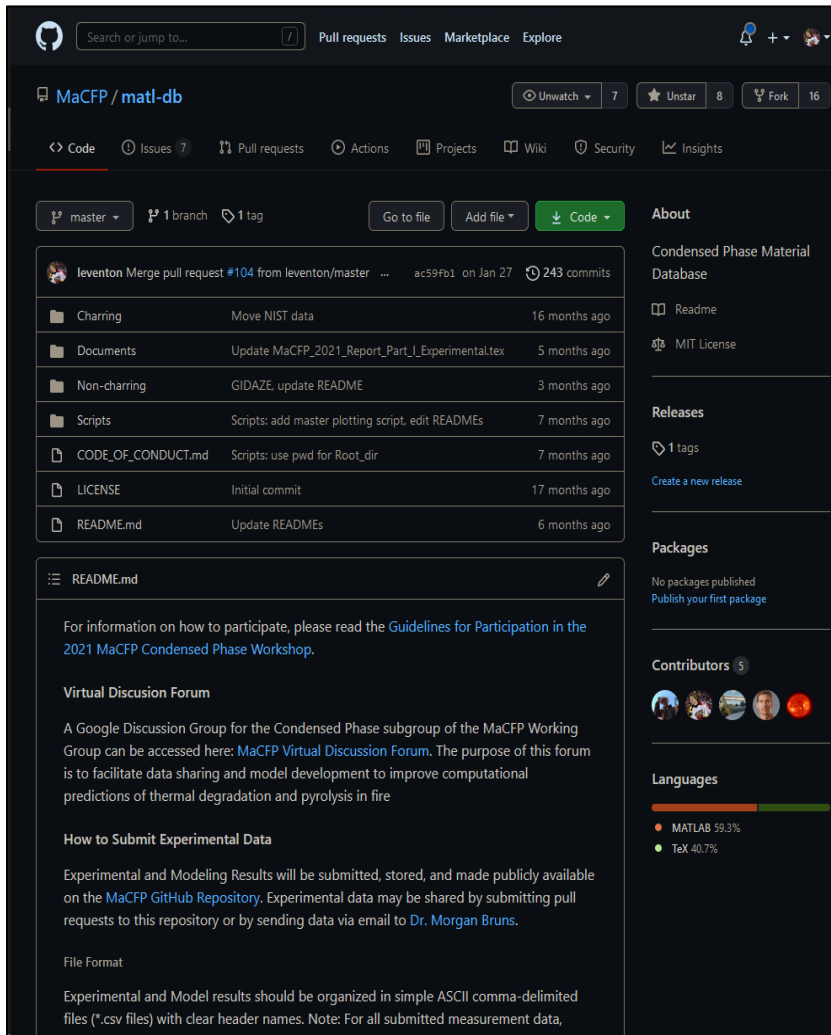 Search or jump to... / Pull requests Issues Marketplace Explore
MaCFP / matl-db Unwatch 7 Unstar 8 Fork 16
Code Issues 7 Pull requests Actions Projects Wiki Security Insights
master 1 branch 1 tag Go to file Add file Code
leventon Merge pull request #104 from leventon/master ... ac59fb1 on Jan 27 243 commits
Charring Move NIST data 16 months ago
Documents Update MaCFP_2021_Report_Part_I_Experimental.tex 5 months ago
Non-charring GIDAZE, update README 3 months ago
Scripts Scripts: add master plotting script, edit READMEs 7 months ago
CODE_OF_CONDUCT.md Scripts: use pwd for Root_dir 7 months ago
LICENSE Initial commit 17 months ago
README.md Update READMEs 6 months ago
README.md
For information on how to participate, please read the Guidelines for Participation in the
2021 MaCFP Condensed Phase Workshop.
Virtual Discusion Forum
A Google Discussion Group for the Condensed Phase subgroup of the MaCFP Working
Group can be accessed here: MaCFP Virtual Discussion Forum. The purpose of this forum
is to facilitate data sharing and model development to improve computational
predictions of thermal degradation and pyrolysis in fire
How to Submit Experimental Data
Experimental and Modeling Results will be submitted, stored, and made publicly available
on the MaCFP GitHub Repository. Experimental data may be shared by submitting pull
requests to this repository or by sending data via email to Dr. Morgan Bruns.
File Format
Experimental and Model results should be organized in simple ASCII comma-delimited
files (*.csv files) with clear header names. Note: For all submitted measurement data,
About
Condensed Phase Material
Database
Readme
MIT License
Releases
1 tags
Create a new release
Packages
No packages published
Publish your first package
Contributors 5
Languages
MATLAB 59.3%
TeX 40.7%